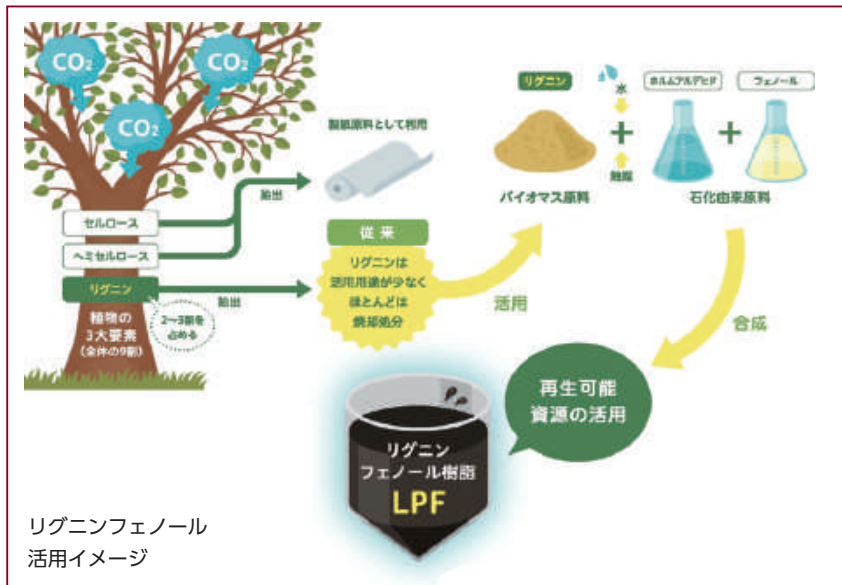 CO2
CO2
CO2
セルロース
ヘミセルロース
リグニン
植物の
3大要素
(全体の9割)
2〜3割を
占める
抽出
製紙原料として利用
抽出
従来
リグニンは
活用用途が少なく
ほとんどは
焼却処分
活用
リグニン
バイオマス原料
水
+
触媒
ホルムアルデヒド
+
フェノール
石化由来原料
合成
再生可能
資源の活用
リグニン
フェノール樹脂
LPF
リグニンフェノール
活用イメージ